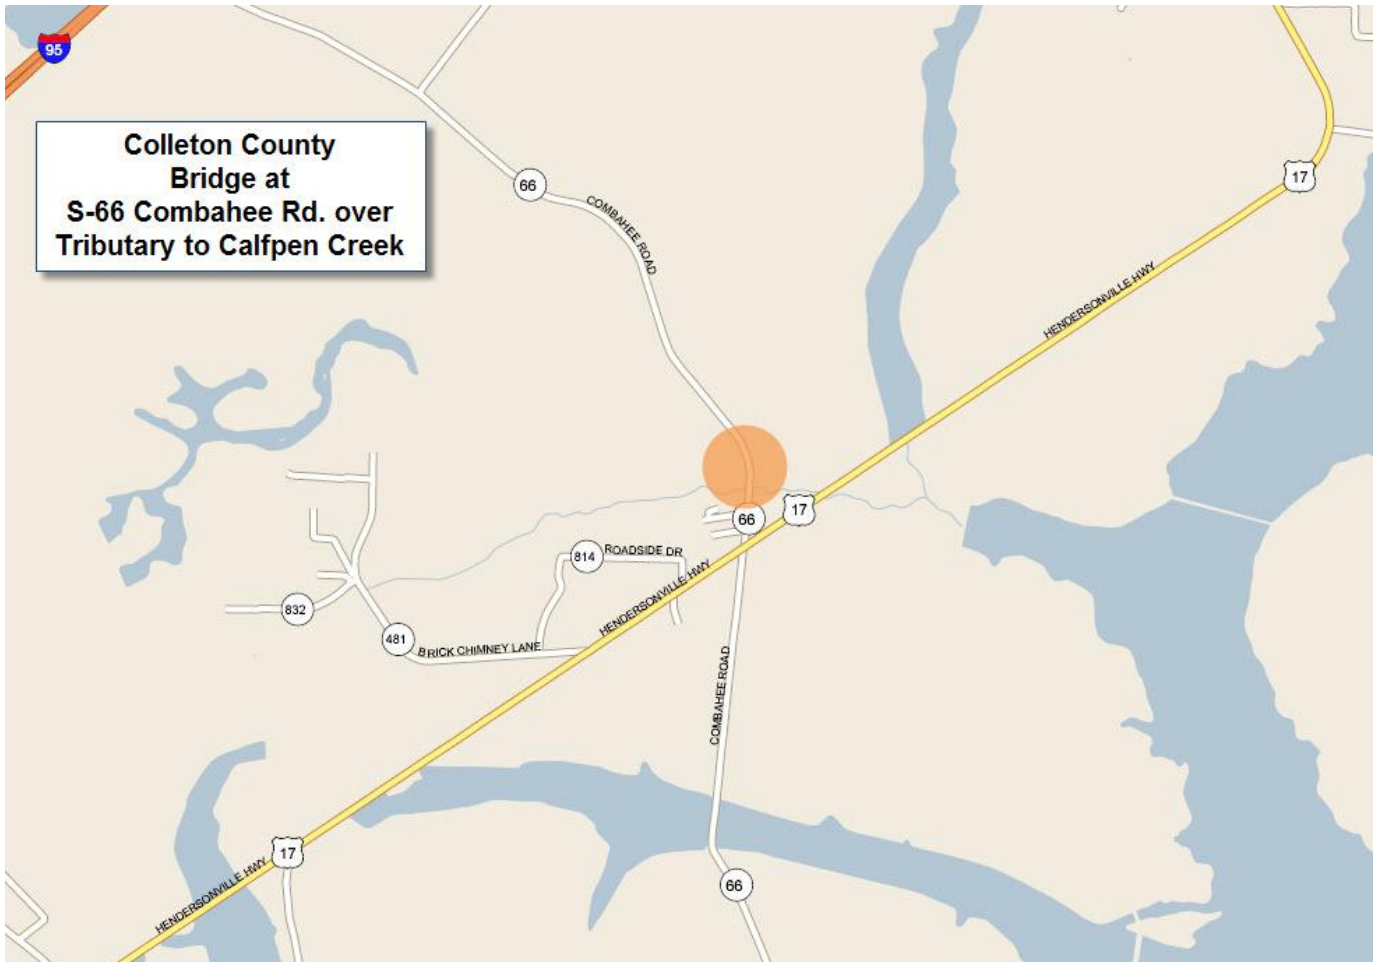 95
Colleton County
Bridge at
S-66 Combahee Rd. over
Tributary to Calfpen Creek
66
COMBAHEE ROAD
17
HENDERSONVILLE HWY
66
17
814
ROADSIDE DR
HENDERSONVILLE HWY
832
481
BRICK CHIMNEY LANE
COMBAHEE ROAD
17
HENDERSONVILLE HWY
66